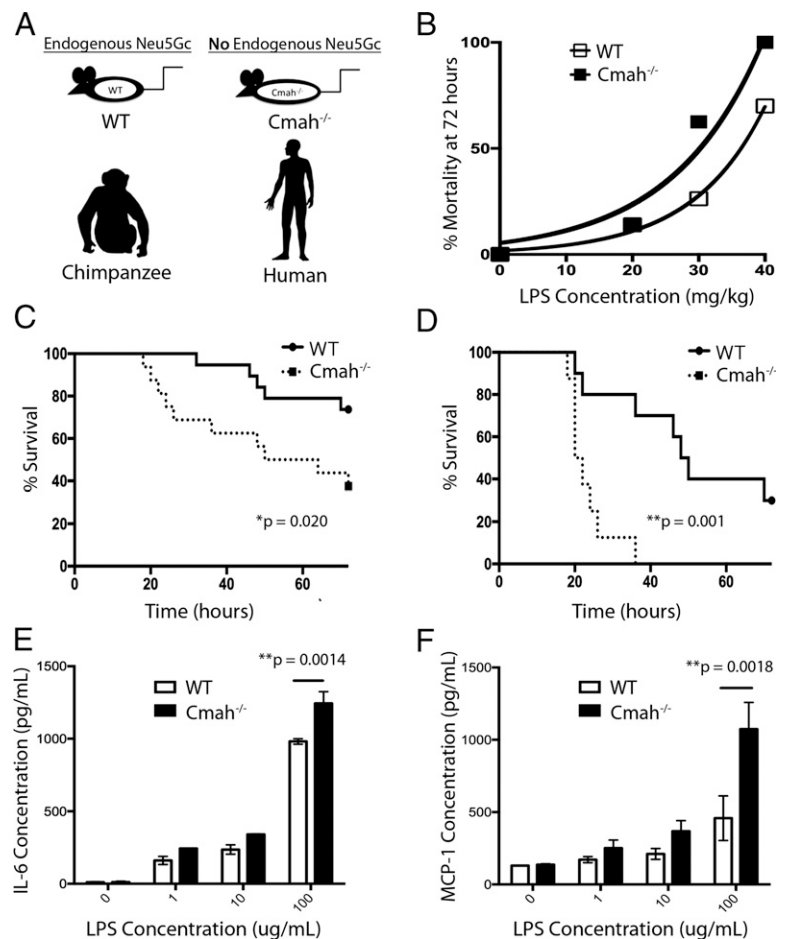 A
Endogenous Neu5Gc
No Endogenous Neu5Gc
WT
WT
Cmah-/-
Cmah-/-
Chimpanzee
Human
B
WT
Cmah-/-
% Mortality at 72 hours
100
50
0
0 10 20 30 40
LPS Concentration (mg/kg)
C
WT
Cmah-/-
% Survival
100
80
60
40
20
0
*p = 0.020
0 20 40 60
Time (hours)
D
WT
Cmah-/-
% Survival
100
80
60
40
20
0
**p = 0.001
0 20 40 60
Time (hours)
E
**p = 0.0014
WT
Cmah-/-
IL-6 Concentration (pg/mL)
1500
1000
500
0
0 1 10 100
LPS Concentration (ug/mL)
F
**p = 0.0018
WT
Cmah-/-
MCP-1 Concentration (pg/mL)
1500
1000
500
0
0 1 10 100
LPS Concentration (ug/mL)